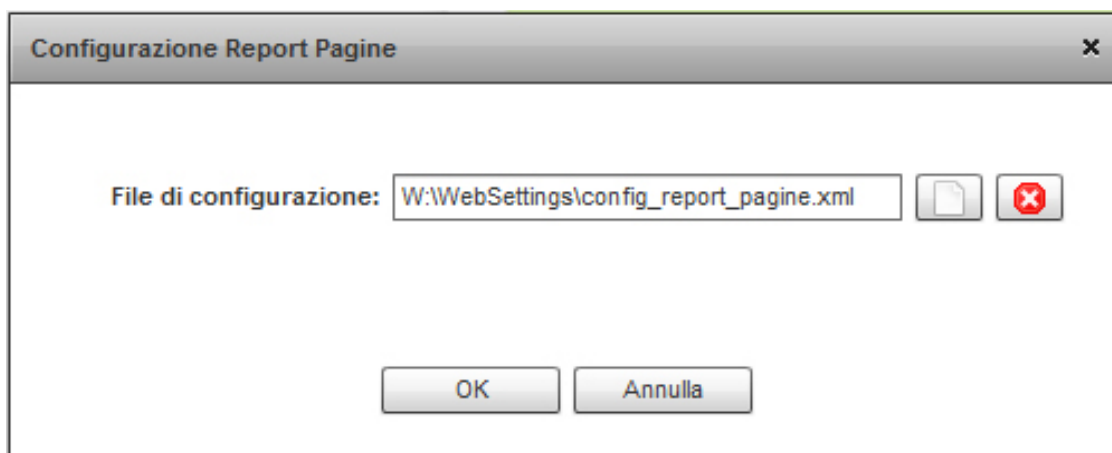 Configurazione Report Pagine
File di configurazione: W:\WebSettings\config_report_pagine.xml
OK Annulla